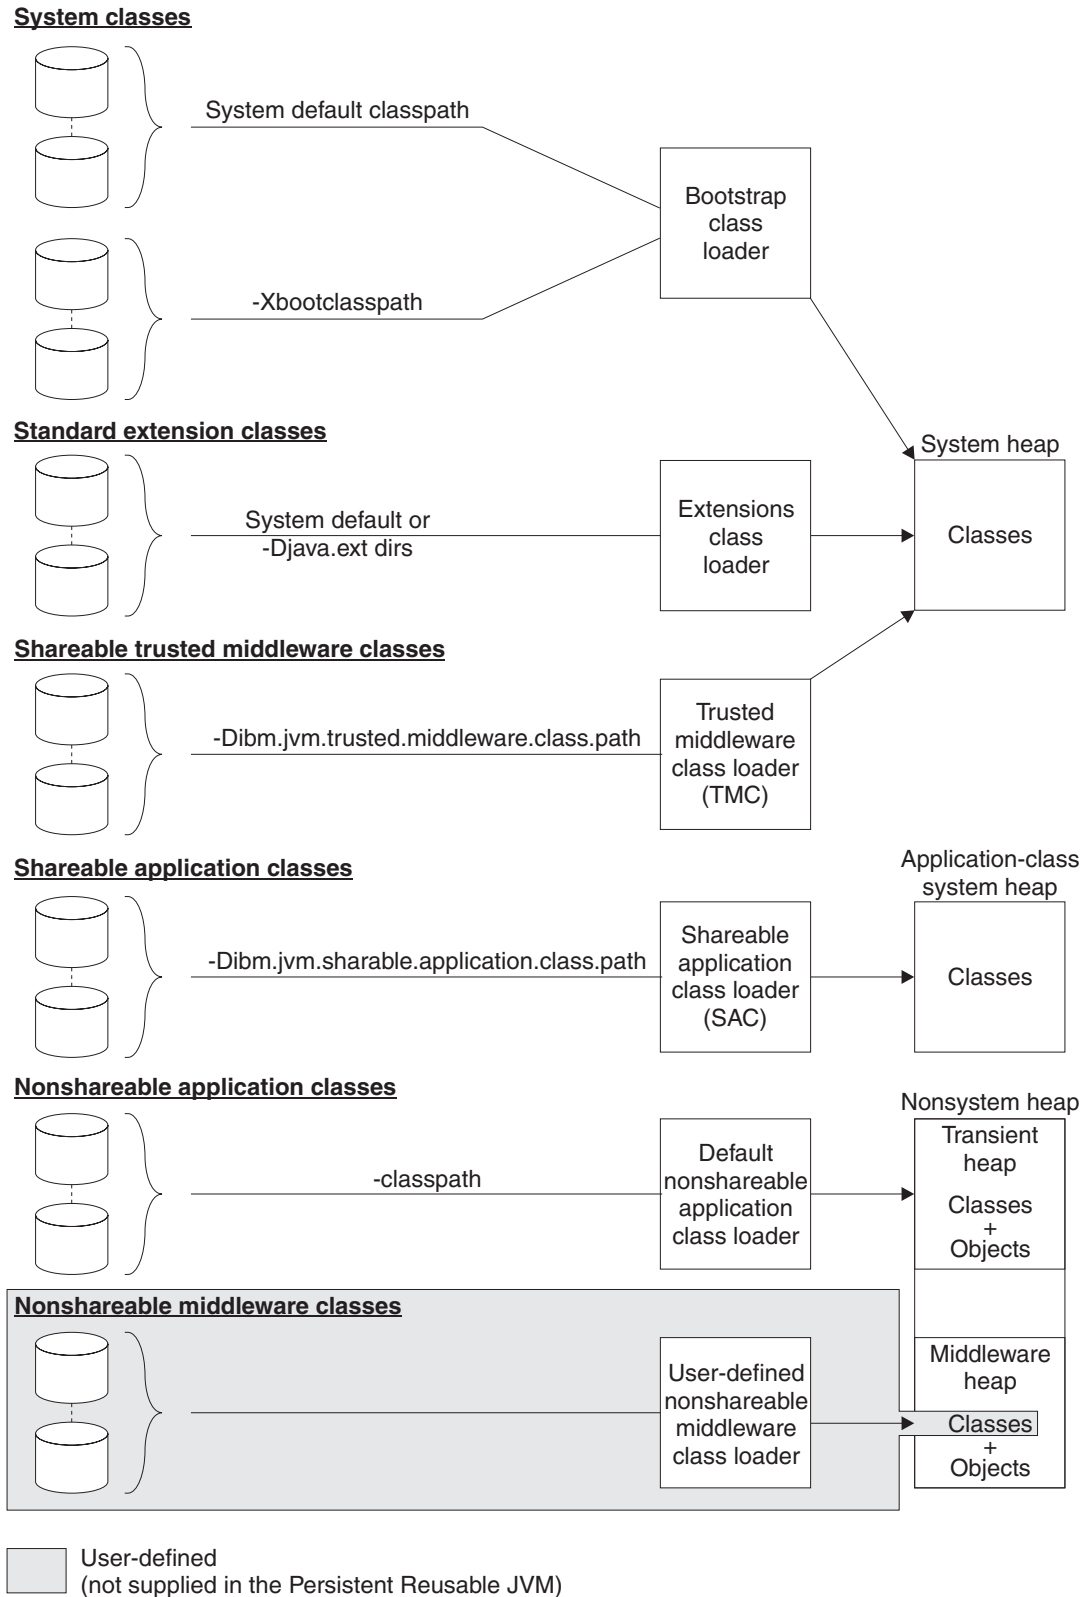 System classes
System default classpath
Bootstrap
class
loader
-Xbootclasspath
Standard extension classes
System heap
System default or
-Djava.ext dirs
Extensions
class
loader
Classes
Shareable trusted middleware classes
-Dibm.jvm.trusted.middleware.class.path
Trusted
middleware
class loader
(TMC)
Shareable application classes
Application-class
system heap
-Dibm.jvm.sharable.application.class.path
Shareable
application
class loader
(SAC)
Classes
Nonshareable application classes
Nonsystem heap
-classpath
Default
nonshareable
application
class loader
Transient
heap
Classes
+
Objects
Nonshareable middleware classes
User-defined
nonshareable
middleware
class loader
Middleware
heap
Classes
+
Objects
User-defined
(not supplied in the Persistent Reusable JVM)